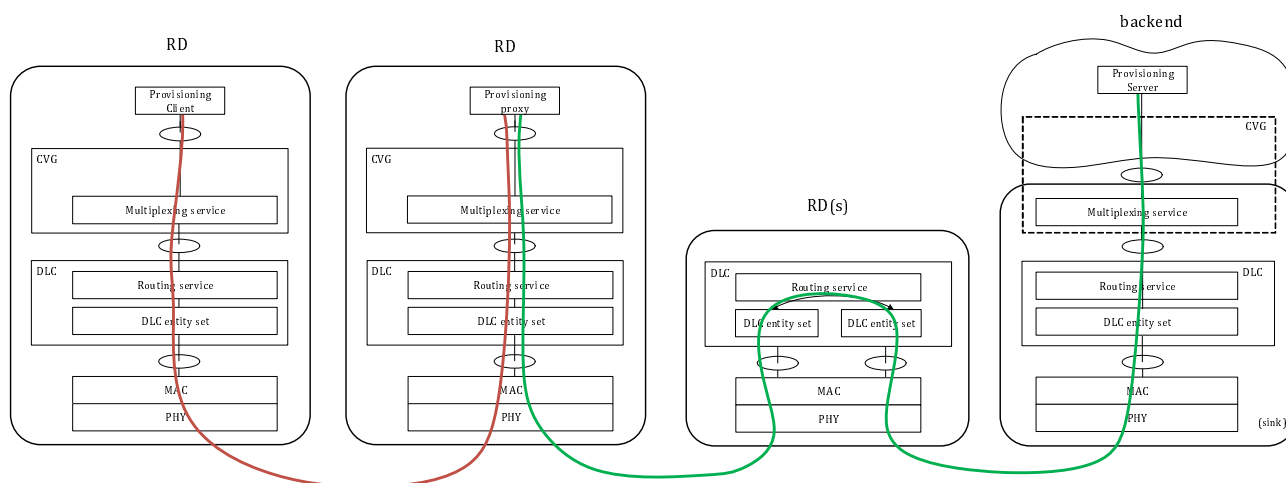 RD
Provisioning
Client
CVG
Multiplexing service
DLC
Routing service
DLC entity set
MAC
PHY
RD
Provisioning
proxy
CVG
Multiplexing service
DLC
Routing service
DLC entity set
MAC
PHY
RD(s)
DLC
Routing service
DLC entity set
DLC entity set
MAC
PHY
backend
Provisioning
Server
CVG
Multiplexing service
DLC
Routing service
DLC entity set
MAC
PHY
(sink)